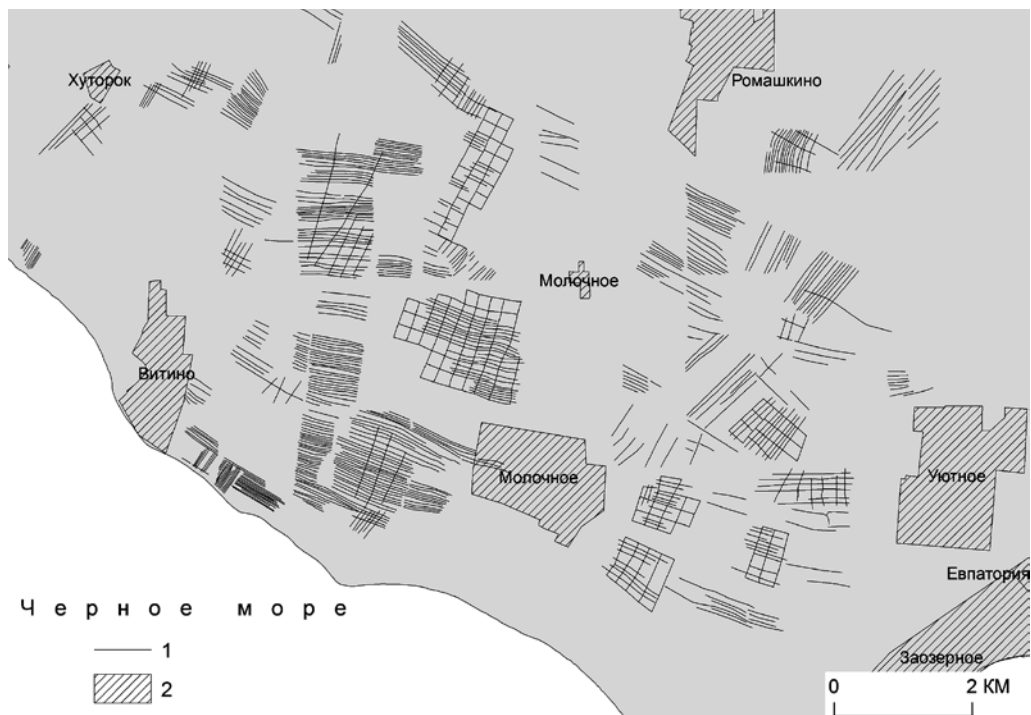 Хуторок
Ромашкино
Молочное
Витино
Молочное
Уютное
Евпатория
Черное море
Заозерное
1
2
0 2 КМ